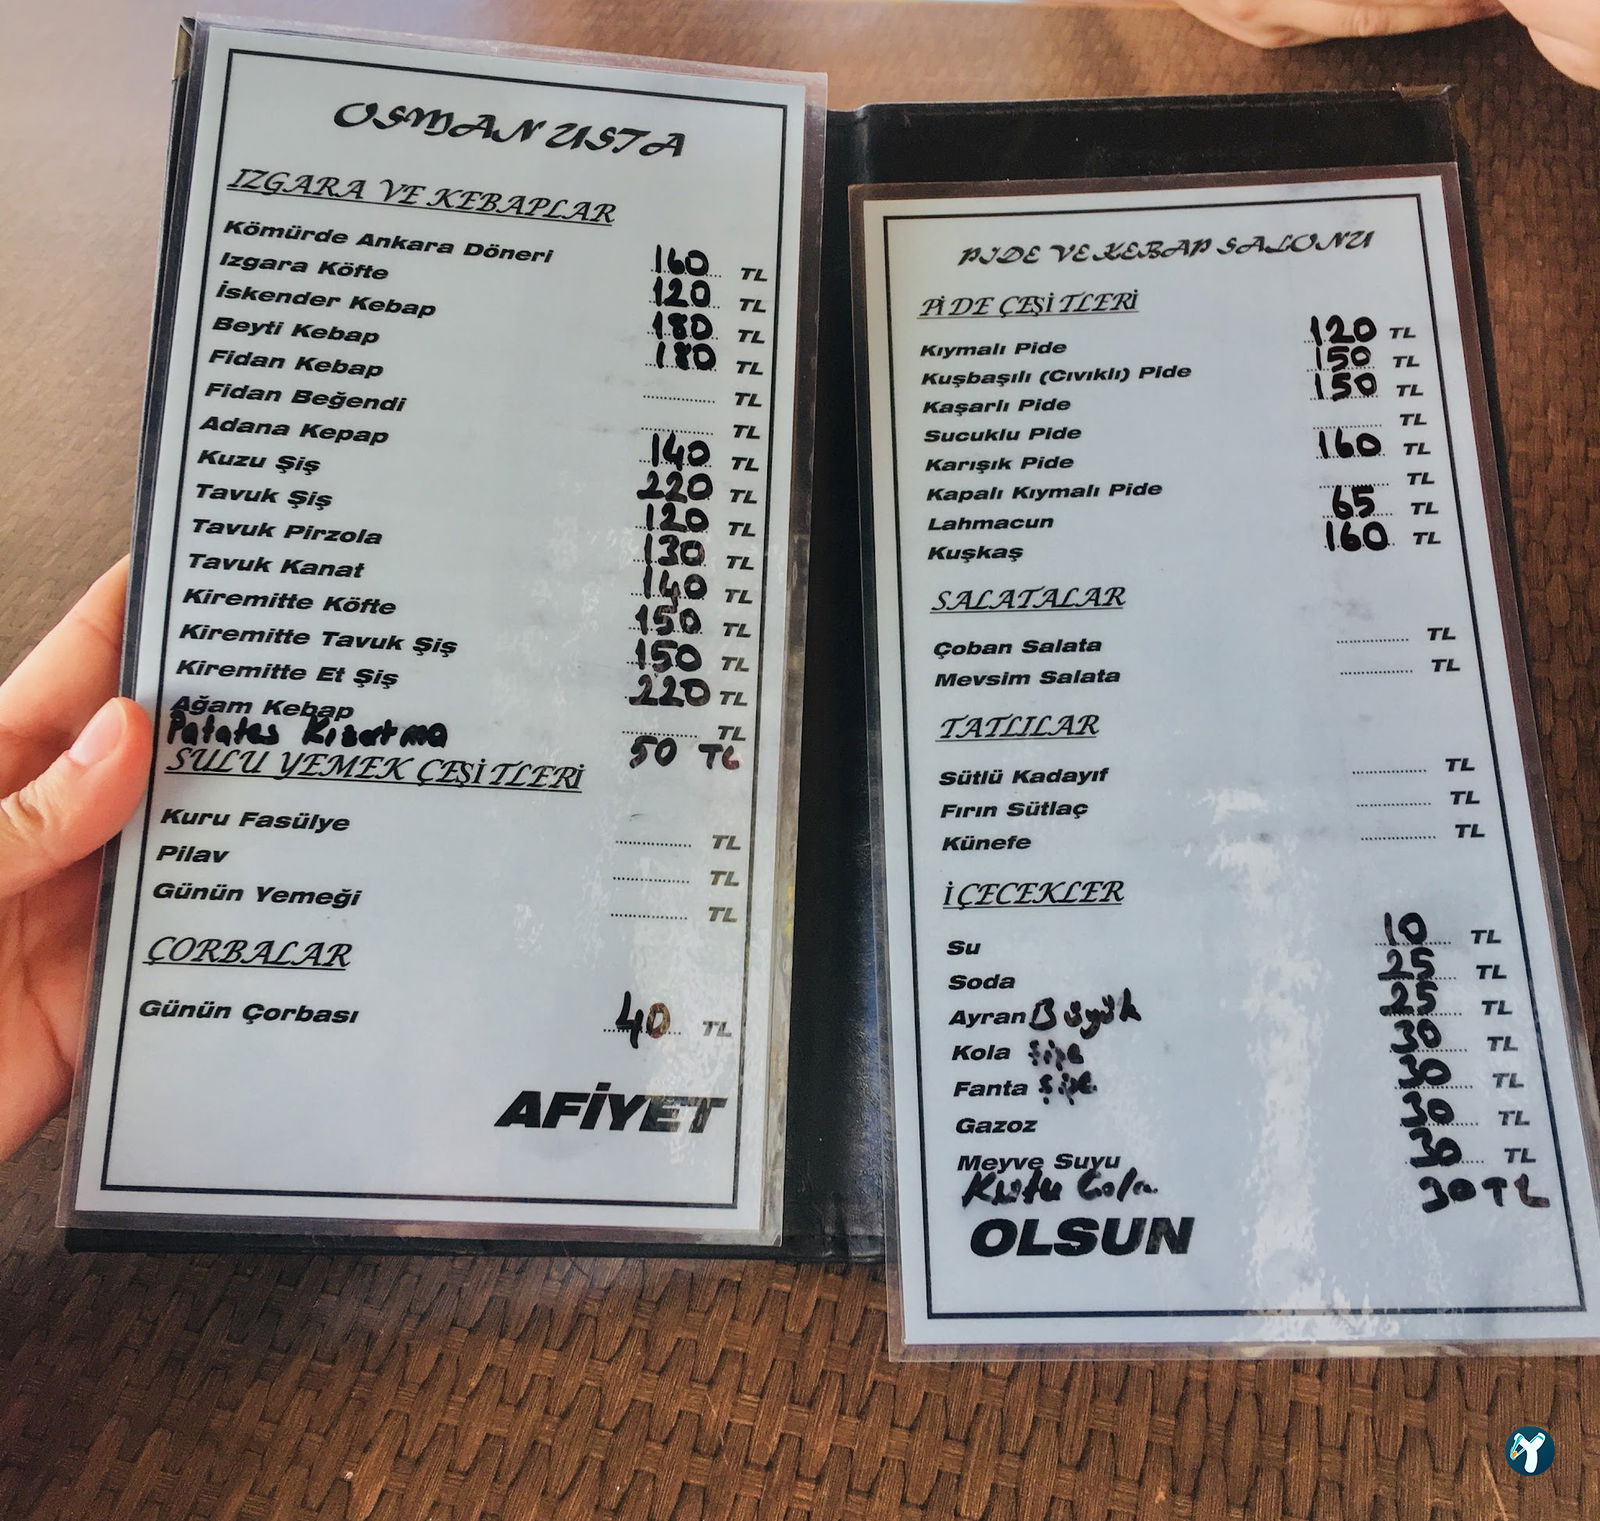 OSMAN USTA
IZGARA VE KEBAPLAR
Kömürde Ankara Döneri 160 TL
Izgara Köfte 120 TL
İskender Kebap 180 TL
Beyti Kebap 180 TL
Fidan Kebap ........ TL
Fidan Beğendi ........ TL
Adana Kepap 140 TL
Kuzu Şiş 220 TL
Tavuk Şiş 120 TL
Tavuk Pirzola 130 TL
Tavuk Kanat 140 TL
Kiremitte Köfte 150 TL
Kiremitte Tavuk Şiş 150 TL
Kiremitte Et Şiş 220 TL
Ağam Kebap ........ TL
Patates Kızartma 50 TL
SULU YEMEK ÇEŞİTLERİ
Kuru Fasülye ........ TL
Pilav ........ TL
Günün Yemeği ........ TL
ÇORBALAR
Günün Çorbası 40 TL
AFİYET
PIDE VE KEBAP SALONU
PİDE ÇEŞİTLERİ
Kıymalı Pide 120 TL
Kuşbaşılı (Cıvıklı) Pide 150 TL
Kaşarlı Pide 150 TL
Sucuklu Pide ........ TL
Karışık Pide 160 TL
Kapalı Kıymalı Pide ........ TL
Lahmacun 65 TL
Kuşkaş 160 TL
SALATALAR
Çoban Salata ........ TL
Mevsim Salata ........ TL
TATLILAR
Sütlü Kadayıf ........ TL
Fırın Sütlaç ........ TL
Künefe ........ TL
İÇECEKLER
Su 10 TL
Soda 25 TL
Ayran Büyük 25 TL
Kola şişe 30 TL
Fanta şişe 30 TL
Gazoz 30 TL
Meyve Suyu 30 TL
Kutu Cola 30 TL
OLSUN